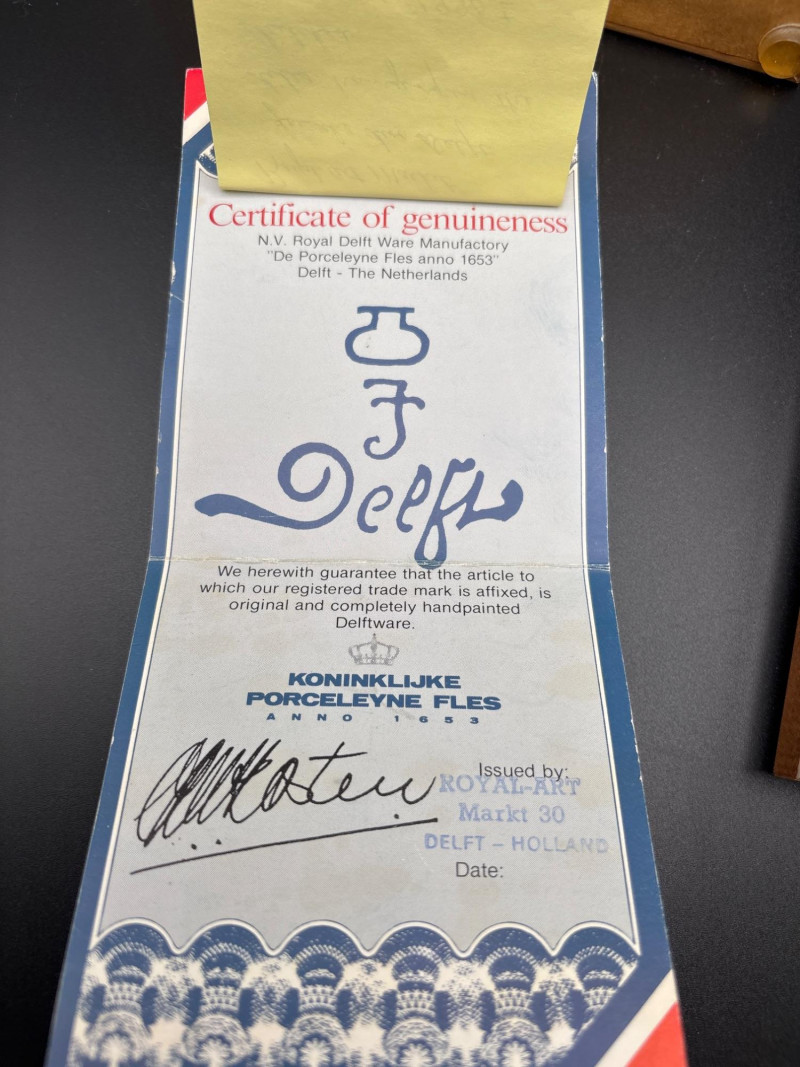 Certificate of genuineness
N.V. Royal Delft Ware Manufactory
"De Porceleyne Fles anno 1653"
Delft - The Netherlands
Delft
We herewith guarantee that the article to
which our registered trade mark is affixed, is
original and completely handpainted
Delftware.
KONINKLIJKE
PORCELEYNE FLES
ANNO 1653
Issued by:
ROYAL-ART
Markt 30
DELFT - HOLLAND
Date: